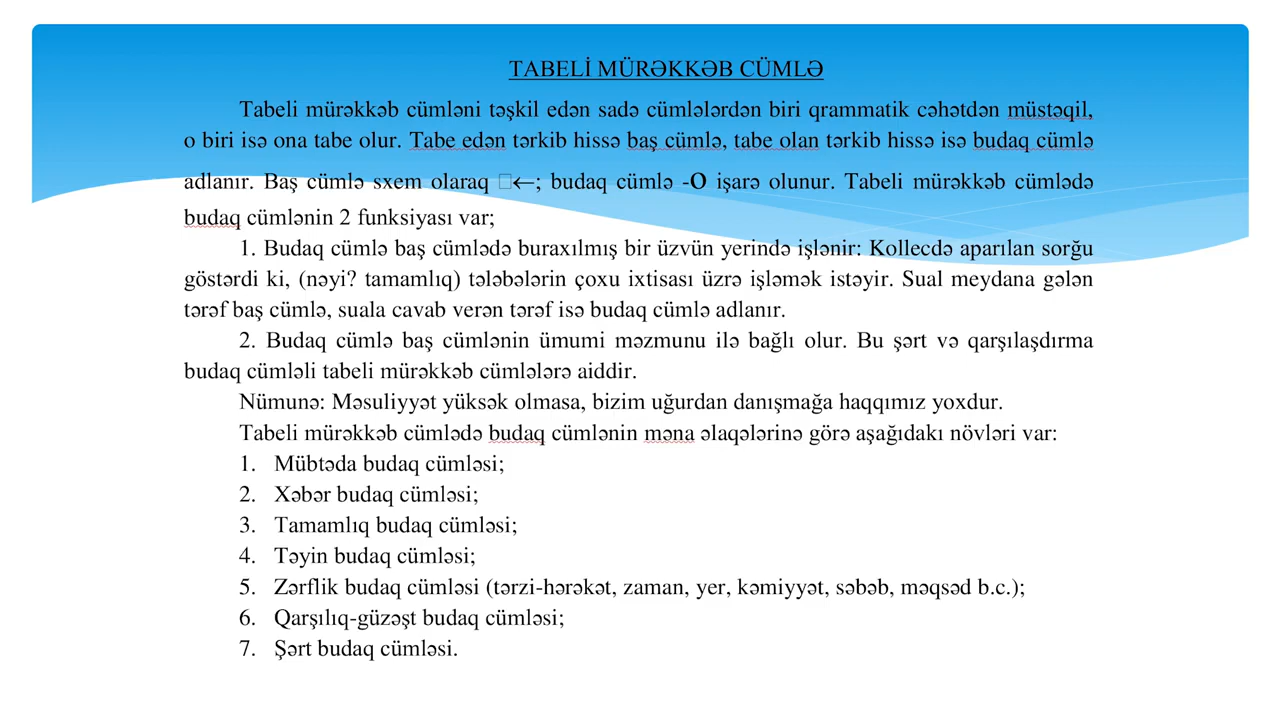 TABELİ MÜRƏKKƏB CÜMLƏ
Tabeli mürəkkəb cümləni təşkil edən sadə cümlələrdən biri qrammatik cəhətdən müstəqil,
o biri isə ona tabe olur. Tabe edən tərkib hissə baş cümlə, tabe olan tərkib hissə isə budaq cümlə
adlanır. Baş cümlə sxem olaraq □←; budaq cümlə -O işarə olunur. Tabeli mürəkkəb cümlədə
budaq cümlənin 2 funksiyası var;
1. Budaq cümlə baş cümlədə buraxılmış bir üzvün yerində işlənir: Kollecdə aparılan sorğu
göstərdi ki, (nəyi? tamamlıq) tələbələrin çoxu ixtisası üzrə işləmək istəyir. Sual meydana gələn
tərəf baş cümlə, suala cavab verən tərəf isə budaq cümlə adlanır.
2. Budaq cümlə baş cümlənin ümumi məzmunu ilə bağlı olur. Bu şərt və qarşılaşdırma
budaq cümləli tabeli mürəkkəb cümlələrə aiddir.
Nümunə: Məsuliyyət yüksək olmasa, bizim uğurdan danışmağa haqqımız yoxdur.
Tabeli mürəkkəb cümlədə budaq cümlənin məna əlaqələrinə görə aşağıdakı növləri var:
1. Mübtəda budaq cümləsi;
2. Xəbər budaq cümləsi;
3. Tamamlıq budaq cümləsi;
4. Təyin budaq cümləsi;
5. Zərflik budaq cümləsi (tərzi-hərəkət, zaman, yer, kəmiyyət, səbəb, məqsəd b.c.);
6. Qarşılıq-güzəşt budaq cümləsi;
7. Şərt budaq cümləsi.